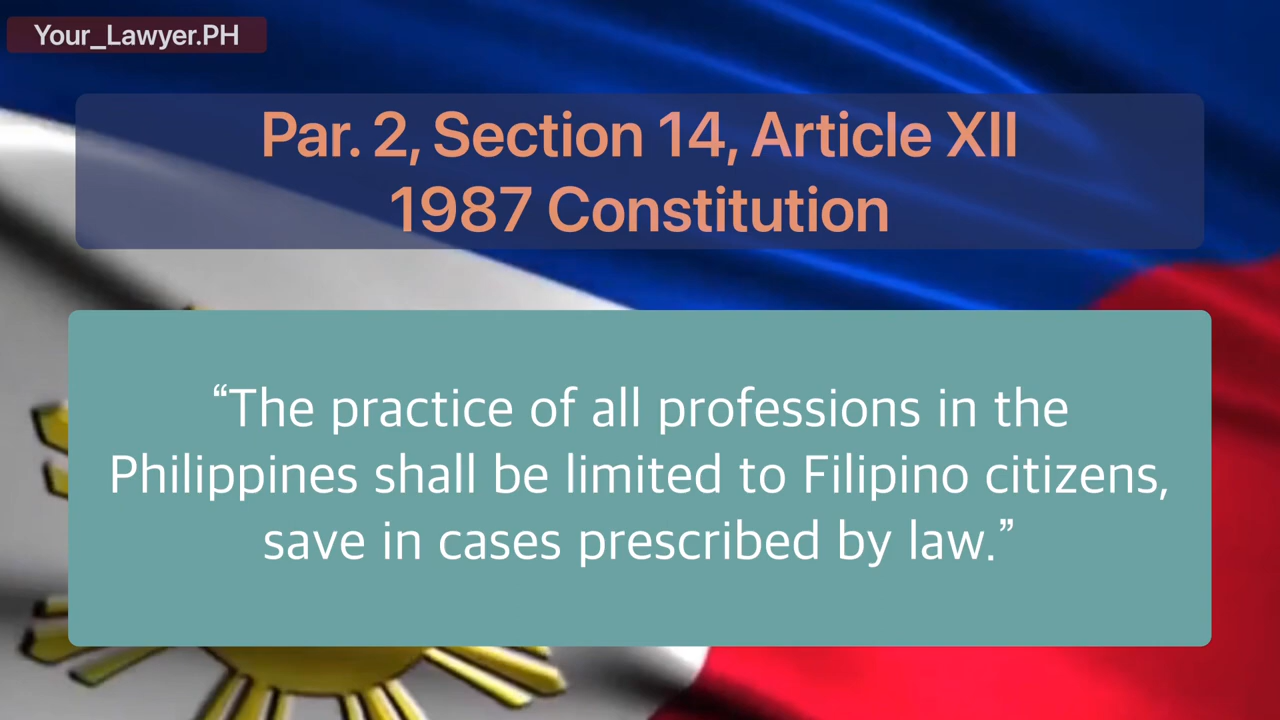 Your_Lawyer.PH
Par. 2, Section 14, Article XII
1987 Constitution
“The practice of all professions in the
Philippines shall be limited to Filipino citizens,
save in cases prescribed by law.”